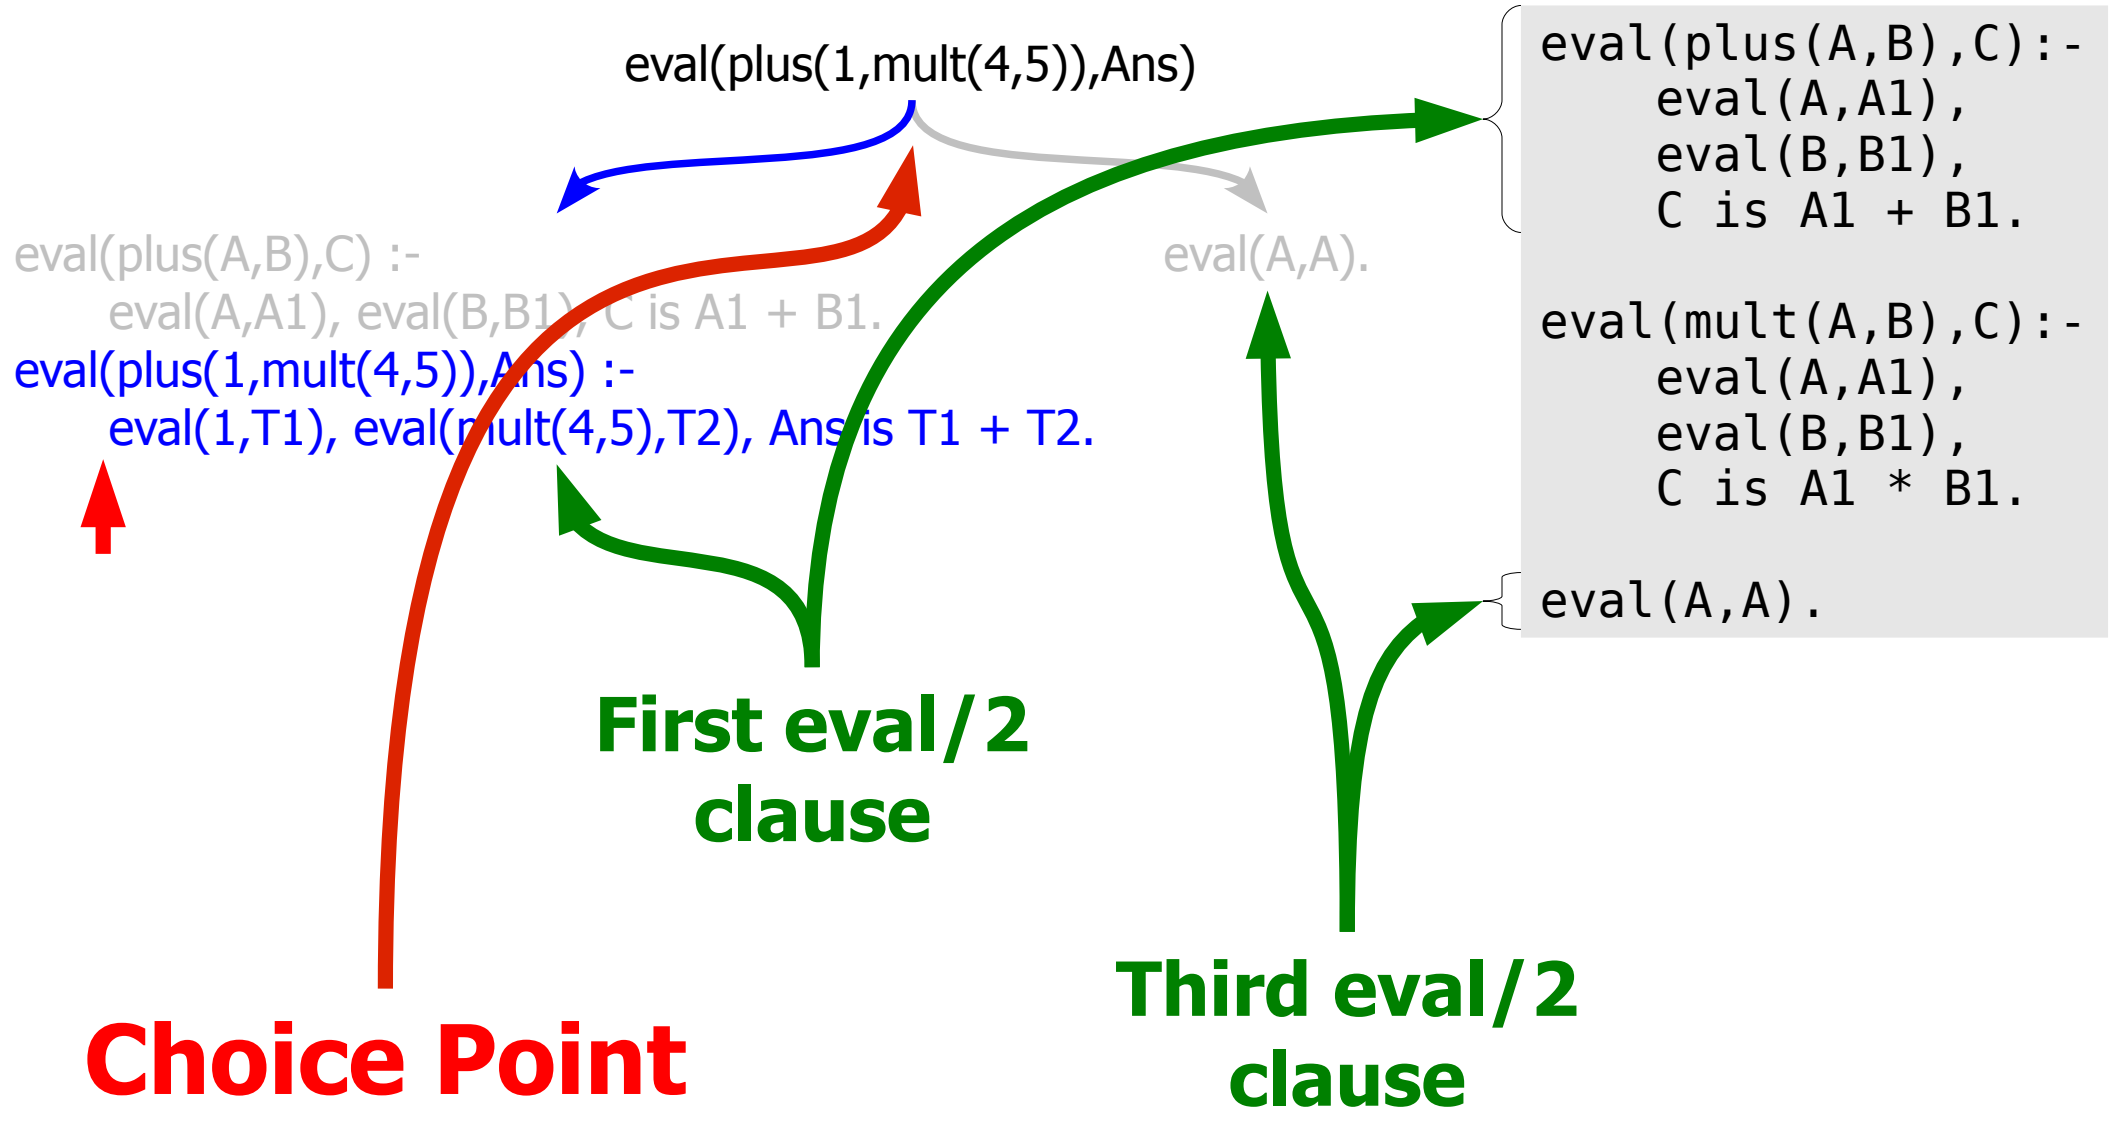 eval(plus(1,mult(4,5)),Ans)
eval(plus(A,B),C) :-
eval(A,A1), eval(B,B1), C is A1 + B1.
eval(plus(1,mult(4,5)),Ans) :-
eval(1,T1), eval(mult(4,5),T2), Ans is T1 + T2.
eval(A,A).
eval(plus(A,B),C):-
eval(A,A1),
eval(B,B1),
C is A1 + B1.
eval(mult(A,B),C):-
eval(A,A1),
eval(B,B1),
C is A1 * B1.
eval(A,A).
First eval/2
clause
Third eval/2
clause
Choice Point